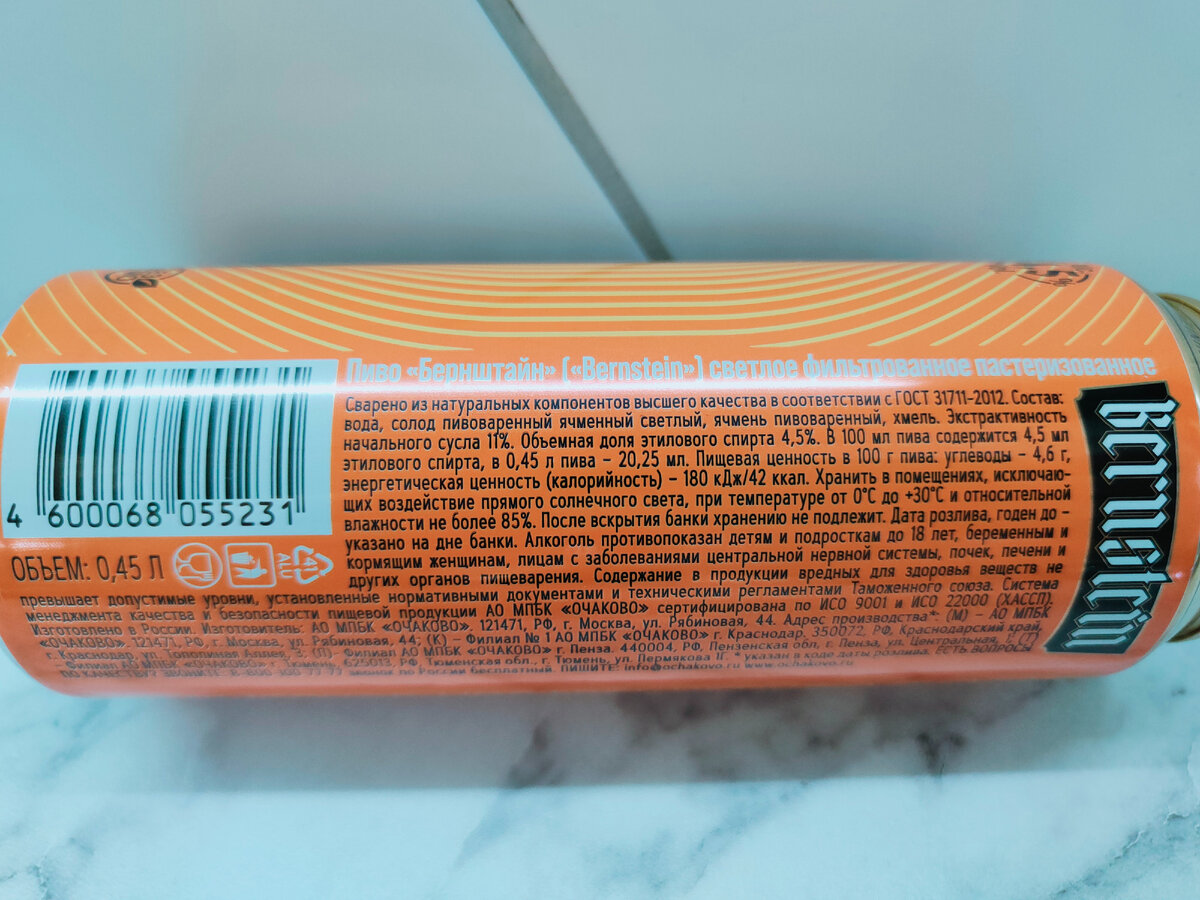 Пиво «Бернштайн» («Bernstein») светлое фильтрованное пастеризованное
Сварено из натуральных компонентов высшего качества в соответствии с ГОСТ 31711-2012. Состав:
вода, солод пивоваренный ячменный светлый, ячмень пивоваренный, хмель. Экстрактивность
начального сусла 11%. Объемная доля этилового спирта 4,5%. В 100 мл пива содержится 4,5 мл
этилового спирта, в 0,45 л пива – 20,25 мл. Пищевая ценность в 100 г пива: углеводы – 4,6 г,
энергетическая ценность (калорийность) – 180 кДж/42 ккал. Хранить в помещениях, исключаю-
щих воздействие прямого солнечного света, при температуре от 0°С до +30°С и относительной
влажности не более 85%. После вскрытия банки хранению не подлежит. Дата розлива, годен до –
указано на дне банки. Алкоголь противопоказан детям и подросткам до 18 лет, беременным и
кормящим женщинам, лицам с заболеваниями центральной нервной системы, почек, печени и
других органов пищеварения. Содержание в продукции вредных для здоровья веществ не
превышает допустимые уровни, установленные нормативными документами и техническими регламентами Таможенного союза. Система
менеджмента качества и безопасности пищевой продукции АО МПБК «ОЧАКОВО» сертифицировано по ИСО 9001 и ИСО 22000 (ХАССП).
Изготовлено в России. Изготовитель: АО МПБК «ОЧАКОВО». 121471, РФ, г. Москва, ул. Рябиновая, 44. Адрес производства*: (М) – АО МПБК
«ОЧАКОВО». 121471, РФ, г. Москва, ул. Рябиновая, 44; (К) – Филиал № 1 АО МПБК «ОЧАКОВО» г. Краснодар. 350072, РФ, Краснодарский край,
г. Краснодар, ул. Тополиная Аллея, 3; (П) – Филиал АО МПБК «ОЧАКОВО» г. Пенза. 440004, РФ, Пензенская обл., г. Пенза, ул. Центральная, 2; (Т)
– Филиал АО МПБК «ОЧАКОВО» г. Тюмень. 625013, РФ, Тюменская обл., г. Тюмень, ул. Пермякова 1Г. * указан в коде даты розлива. ЕСТЬ ВОПРОСЫ
ПО КАЧЕСТВУ? ЗВОНИТЕ: звонок по России бесплатный. ПИШИТЕ: info@ochakovo.ru www.ochakovo.ru
4 600068 055231
ОБЪЕМ: 0,45 Л
41
ALU
Bernstein